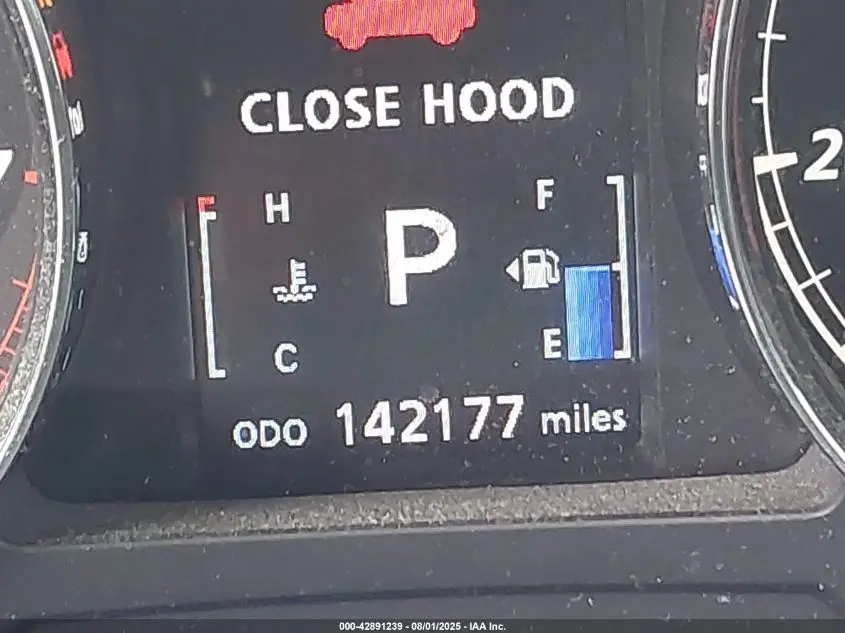 CLOSE HOOD
H P F
C E
ODO 142177 miles
2
000-42891239 - 08/01/2025 - IAA Inc.